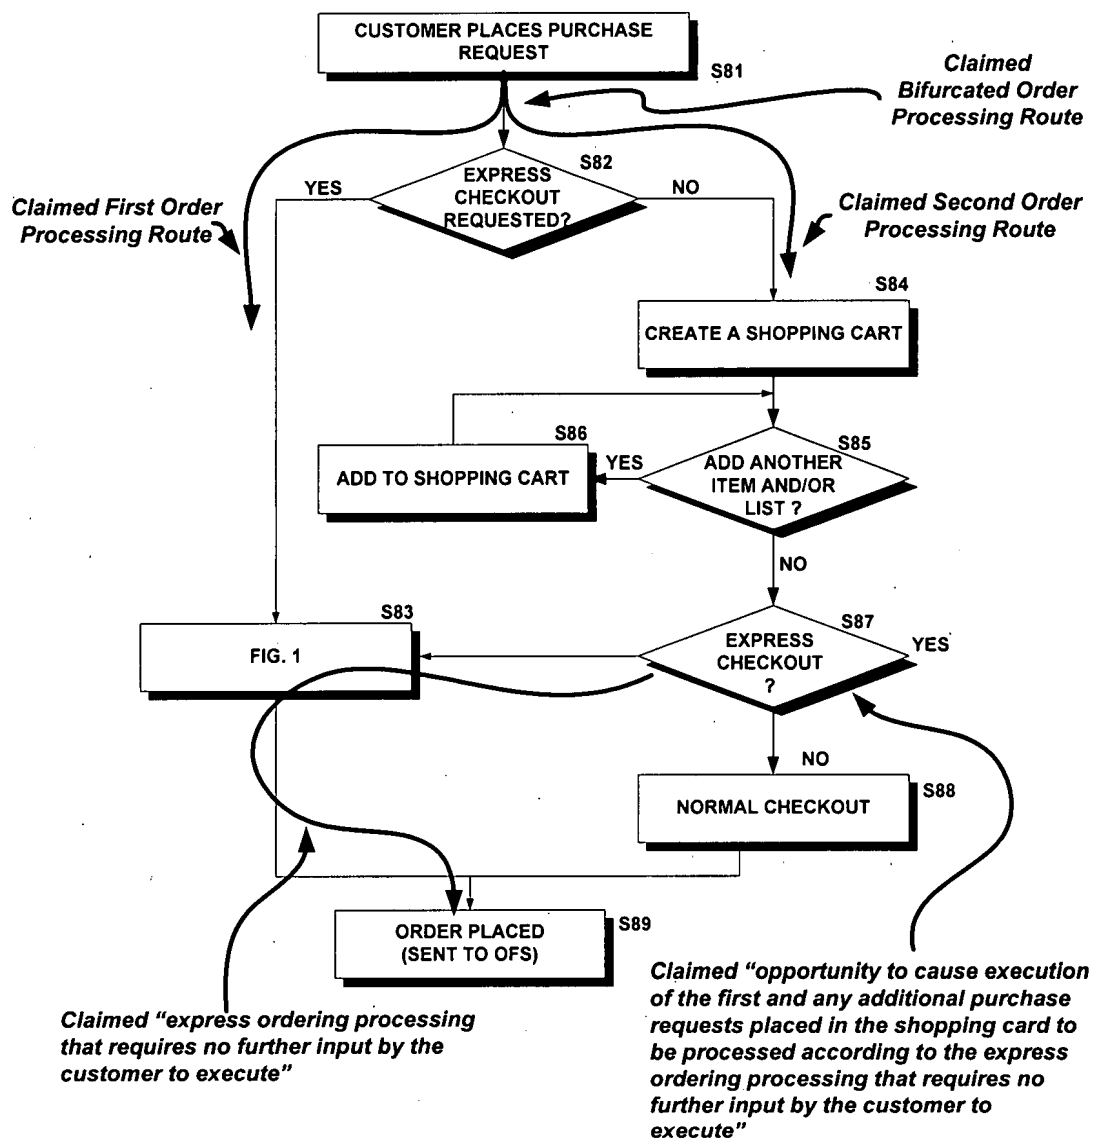 CUSTOMER PLACES PURCHASE
REQUEST
S81
Claimed
Bifurcated Order
Processing Route
S82
EXPRESS
CHECKOUT
REQUESTED?
YES
NO
Claimed First Order
Processing Route
Claimed Second Order
Processing Route
S84
CREATE A SHOPPING CART
S86
ADD TO SHOPPING CART
YES
S85
ADD ANOTHER
ITEM AND/OR
LIST ?
NO
S83
FIG. 1
S87
EXPRESS
CHECKOUT
?
YES
NO
NORMAL CHECKOUT
S88
ORDER PLACED
(SENT TO OFS)
S89
Claimed “express ordering processing
that requires no further input by the
customer to execute”
Claimed “opportunity to cause execution
of the first and any additional purchase
requests placed in the shopping card to
be processed according to the express
ordering processing that requires no
further input by the customer to
execute”